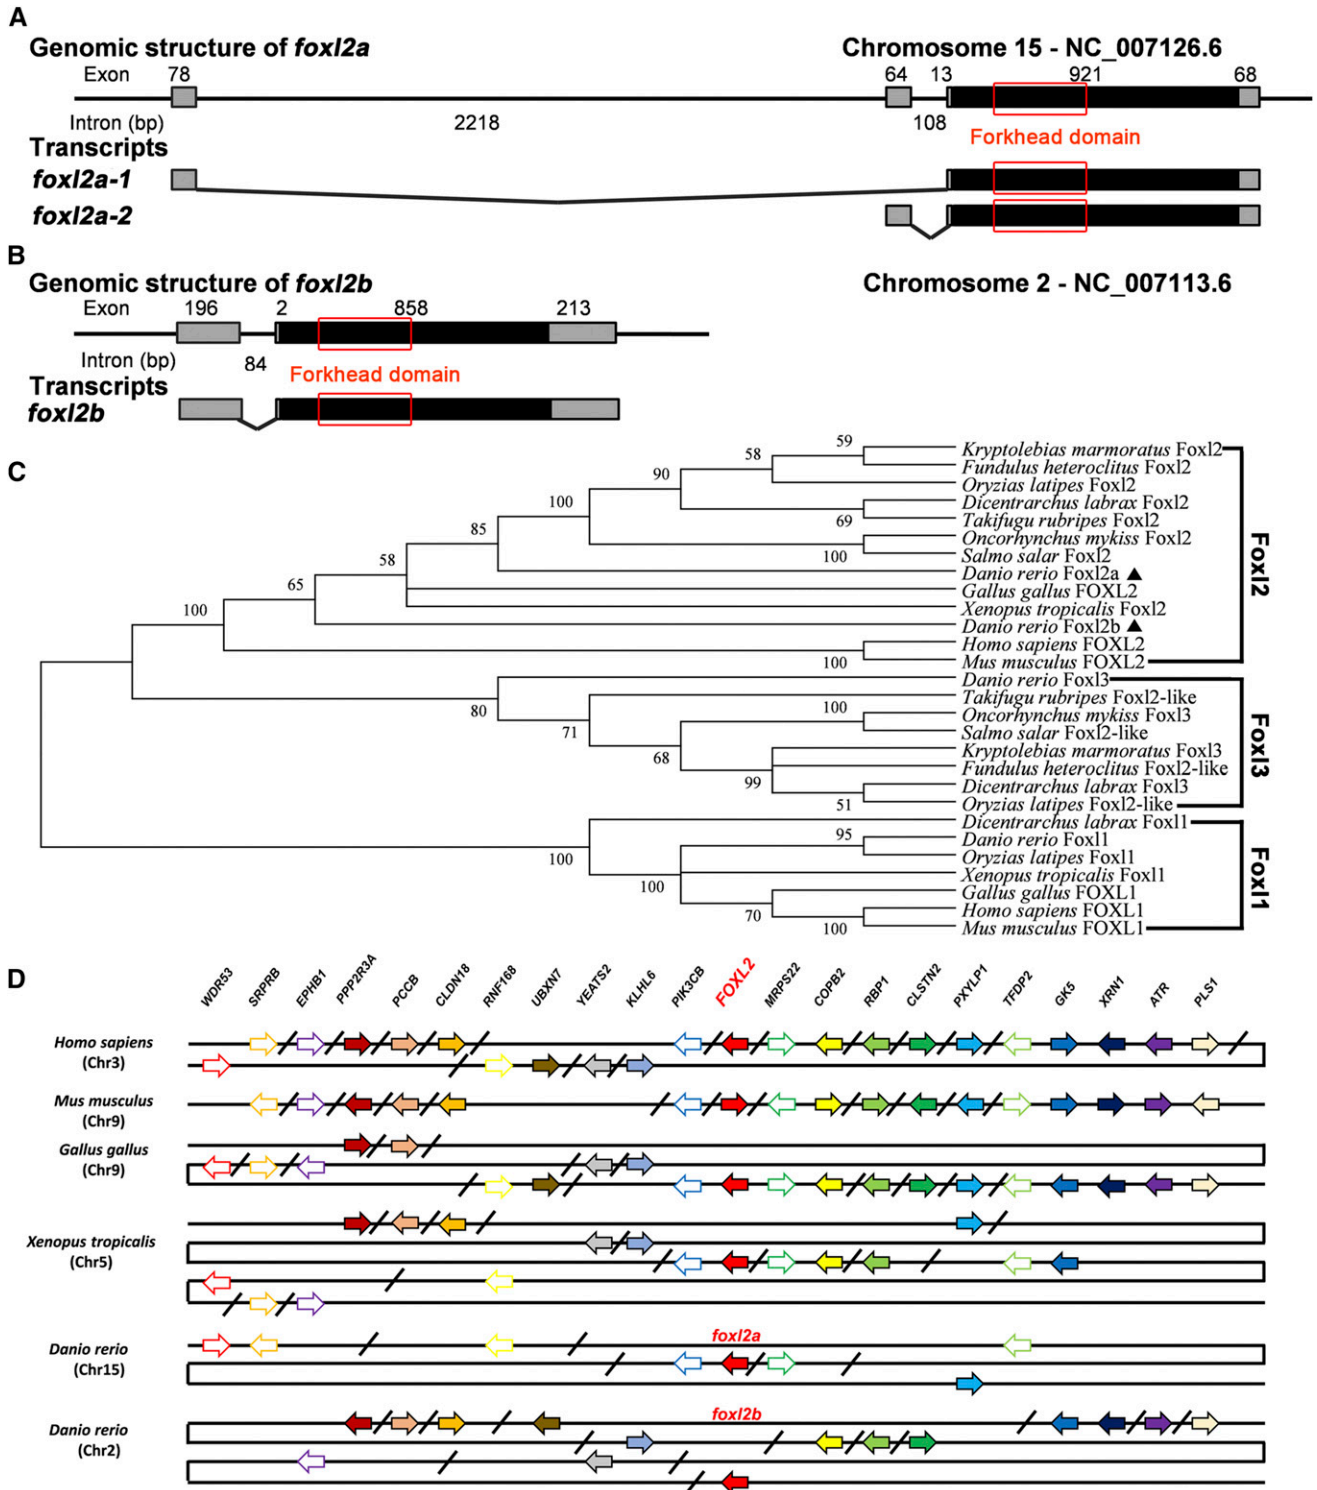 A
Genomic structure of foxl2a Chromosome 15 - NC_007126.6
Exon 78 64 13 921 68
Intron (bp) 2218 108
Forkhead domain
Transcripts
foxl2a-1
foxl2a-2
B
Genomic structure of foxl2b Chromosome 2 - NC_007113.6
Exon 196 2 858 213
Intron (bp) 84
Forkhead domain
Transcripts
foxl2b
C
59 Kryptolebias marmoratus Foxl2
58 Fundulus heteroclitus Foxl2
90 Oryzias latipes Foxl2
100 Dicentrarchus labrax Foxl2
69 Takifugu rubripes Foxl2
85 Oncorhynchus mykiss Foxl2
100 Salmo salar Foxl2
58 Danio rerio Foxl2a ▲
65 Gallus gallus FOXL2
100 Xenopus tropicalis Foxl2
Danio rerio Foxl2b ▲
Homo sapiens FOXL2
100 Mus musculus FOXL2
Foxl2
Danio rerio Foxl3
80 Takifugu rubripes Foxl2-like
100 Oncorhynchus mykiss Foxl3
71 Salmo salar Foxl2-like
68 Kryptolebias marmoratus Foxl3
Fundulus heteroclitus Foxl2-like
99 Dicentrarchus labrax Foxl3
51 Oryzias latipes Foxl2-like
Foxl3
Dicentrarchus labrax Foxl1
95 Danio rerio Foxl1
100 Oryzias latipes Foxl1
Xenopus tropicalis Foxl1
100 Gallus gallus FOXL1
70 Homo sapiens FOXL1
100 Mus musculus FOXL1
Foxl1
D
WDR53 SRPRB EPHB1 PPP2R3A PCCB CLDN18 RNF168 UBXN7 YEATS2 KLHL6 PIK3CB FOXL2 MRPS22 COPB2 RBP1 CLSTN2 PXYLP1 TFDP2 GK5 XRN1 ATR PLS1
Homo sapiens
(Chr3)
Mus musculus
(Chr9)
Gallus gallus
(Chr9)
Xenopus tropicalis
(Chr5)
foxl2a
Danio rerio
(Chr15)
foxl2b
Danio rerio
(Chr2)